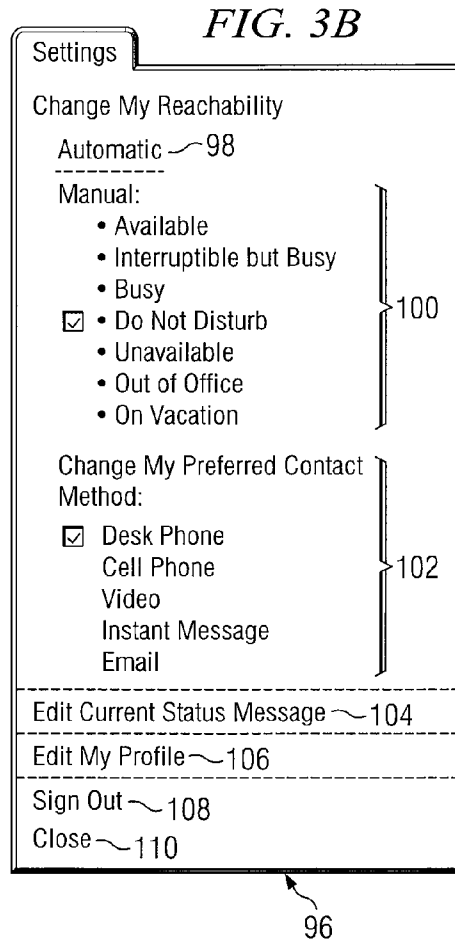 FIG. 3B
Settings
Change My Reachability
Automatic 98
Manual:
• Available
• Interruptible but Busy
• Busy
• Do Not Disturb
• Unavailable
• Out of Office
• On Vacation
100
Change My Preferred Contact
Method:
Desk Phone
Cell Phone
Video
Instant Message
Email
102
Edit Current Status Message 104
Edit My Profile 106
Sign Out 108
Close 110
96